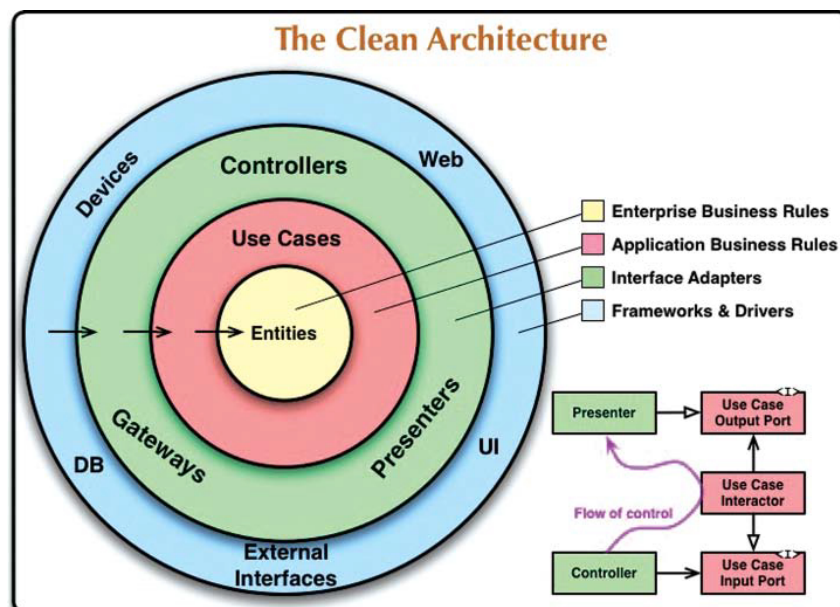 The Clean Architecture
Devices
Web
Controllers
Use Cases
Entities
Gateways
Presenters
DB
UI
External
Interfaces
Enterprise Business Rules
Application Business Rules
Interface Adapters
Frameworks & Drivers
Presenter
<I>
Use Case
Output Port
Use Case
Interactor
Flow of control
Controller
<I>
Use Case
Input Port